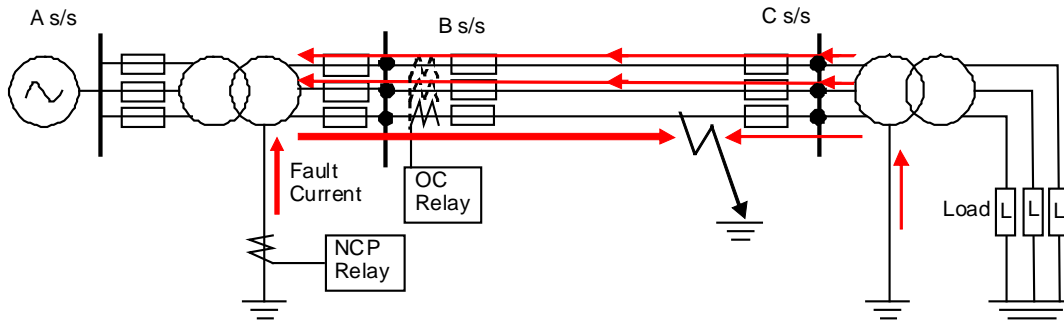 A s/s
B s/s
C s/s
Fault
Current
OC
Relay
NCP
Relay
Load
L
L
L